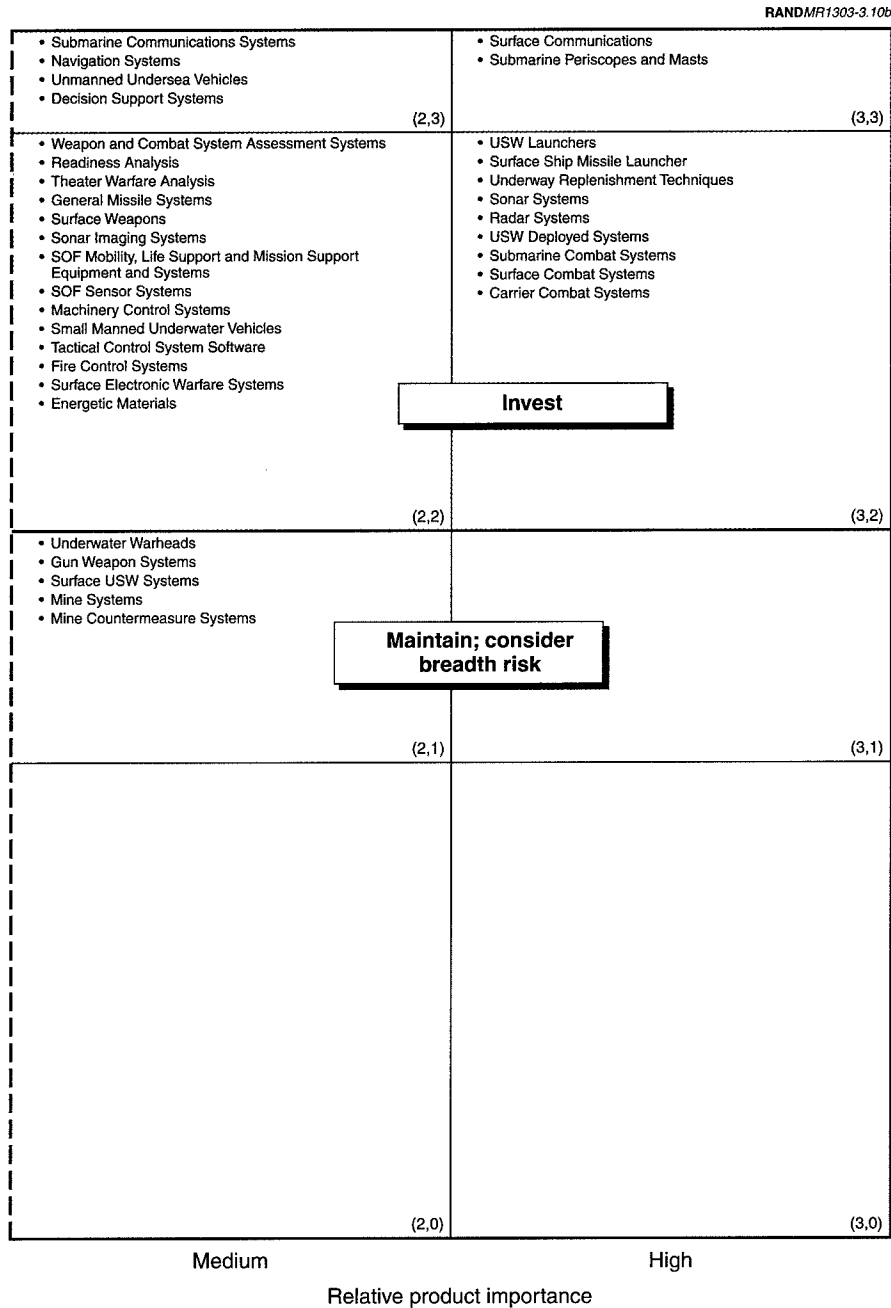 RANDMR1303-3.10b
• Submarine Communications Systems
• Navigation Systems
• Unmanned Undersea Vehicles
• Decision Support Systems
(2,3)
• Surface Communications
• Submarine Periscopes and Masts
(3,3)
• Weapon and Combat System Assessment Systems
• Readiness Analysis
• Theater Warfare Analysis
• General Missile Systems
• Surface Weapons
• Sonar Imaging Systems
• SOF Mobility, Life Support and Mission Support
Equipment and Systems
• SOF Sensor Systems
• Machinery Control Systems
• Small Manned Underwater Vehicles
• Tactical Control System Software
• Fire Control Systems
• Surface Electronic Warfare Systems
• Energetic Materials
(2,2)
• USW Launchers
• Surface Ship Missile Launcher
• Underway Replenishment Techniques
• Sonar Systems
• Radar Systems
• USW Deployed Systems
• Submarine Combat Systems
• Surface Combat Systems
• Carrier Combat Systems
Invest
(3,2)
• Underwater Warheads
• Gun Weapon Systems
• Surface USW Systems
• Mine Systems
• Mine Countermeasure Systems
Maintain; consider
breadth risk
(2,1)
(3,1)
(2,0)
(3,0)
Medium
High
Relative product importance